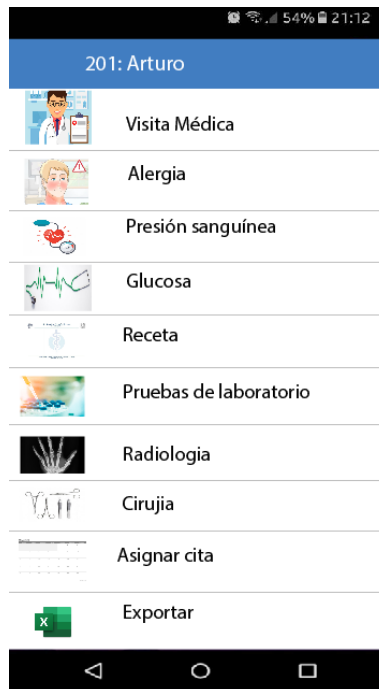 54% 21:12
201: Arturo
Visita Médica
Alergia
Presión sanguínea
Glucosa
Receta
Pruebas de laboratorio
Radiologia
Cirujia
Asignar cita
X
Exportar